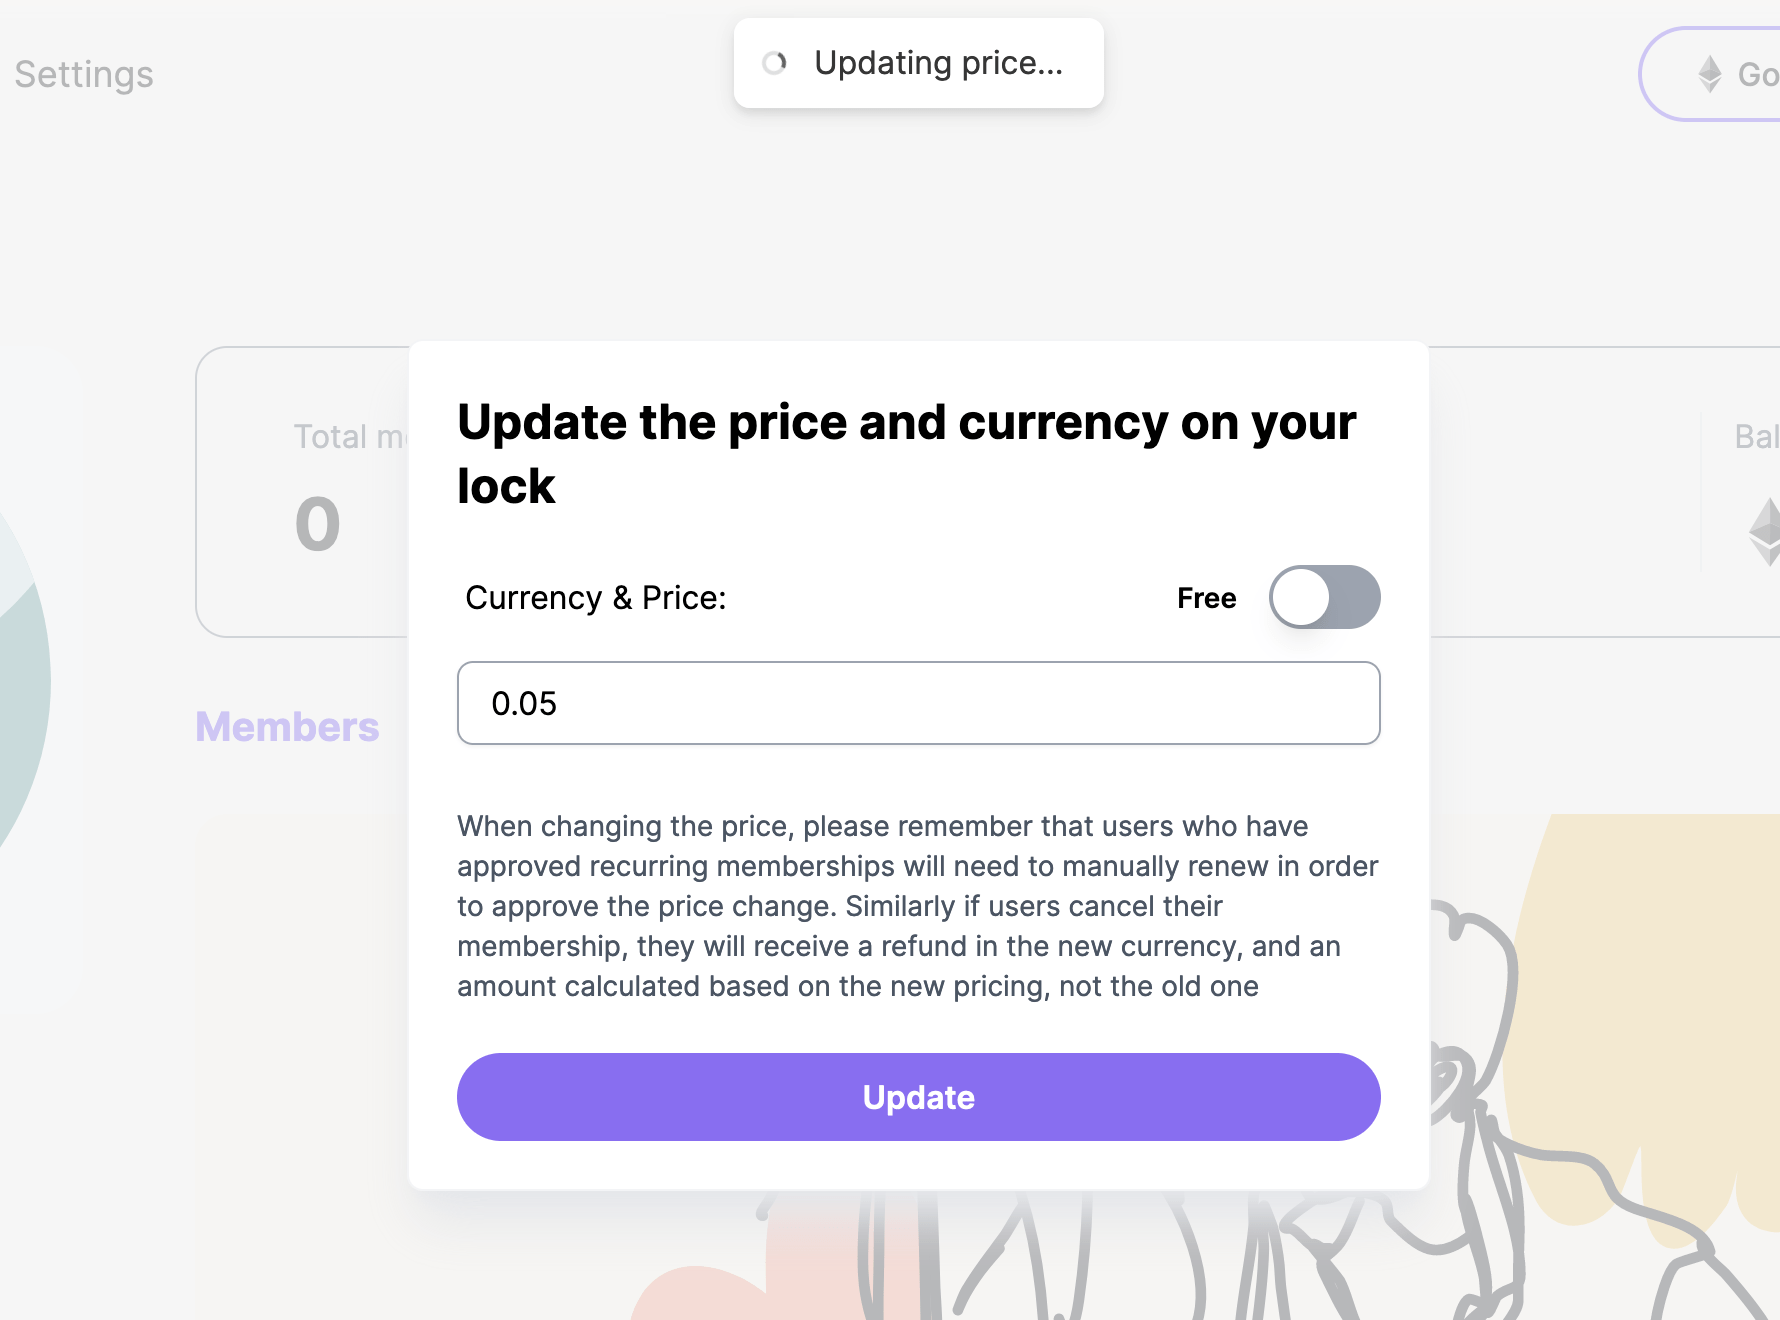 Settings
Updating price...
Go
Total m
0
Bal
Members
Update the price and currency on your
lock
Currency & Price:
Free
0.05
When changing the price, please remember that users who have
approved recurring memberships will need to manually renew in order
to approve the price change. Similarly if users cancel their
membership, they will receive a refund in the new currency, and an
amount calculated based on the new pricing, not the old one
Update